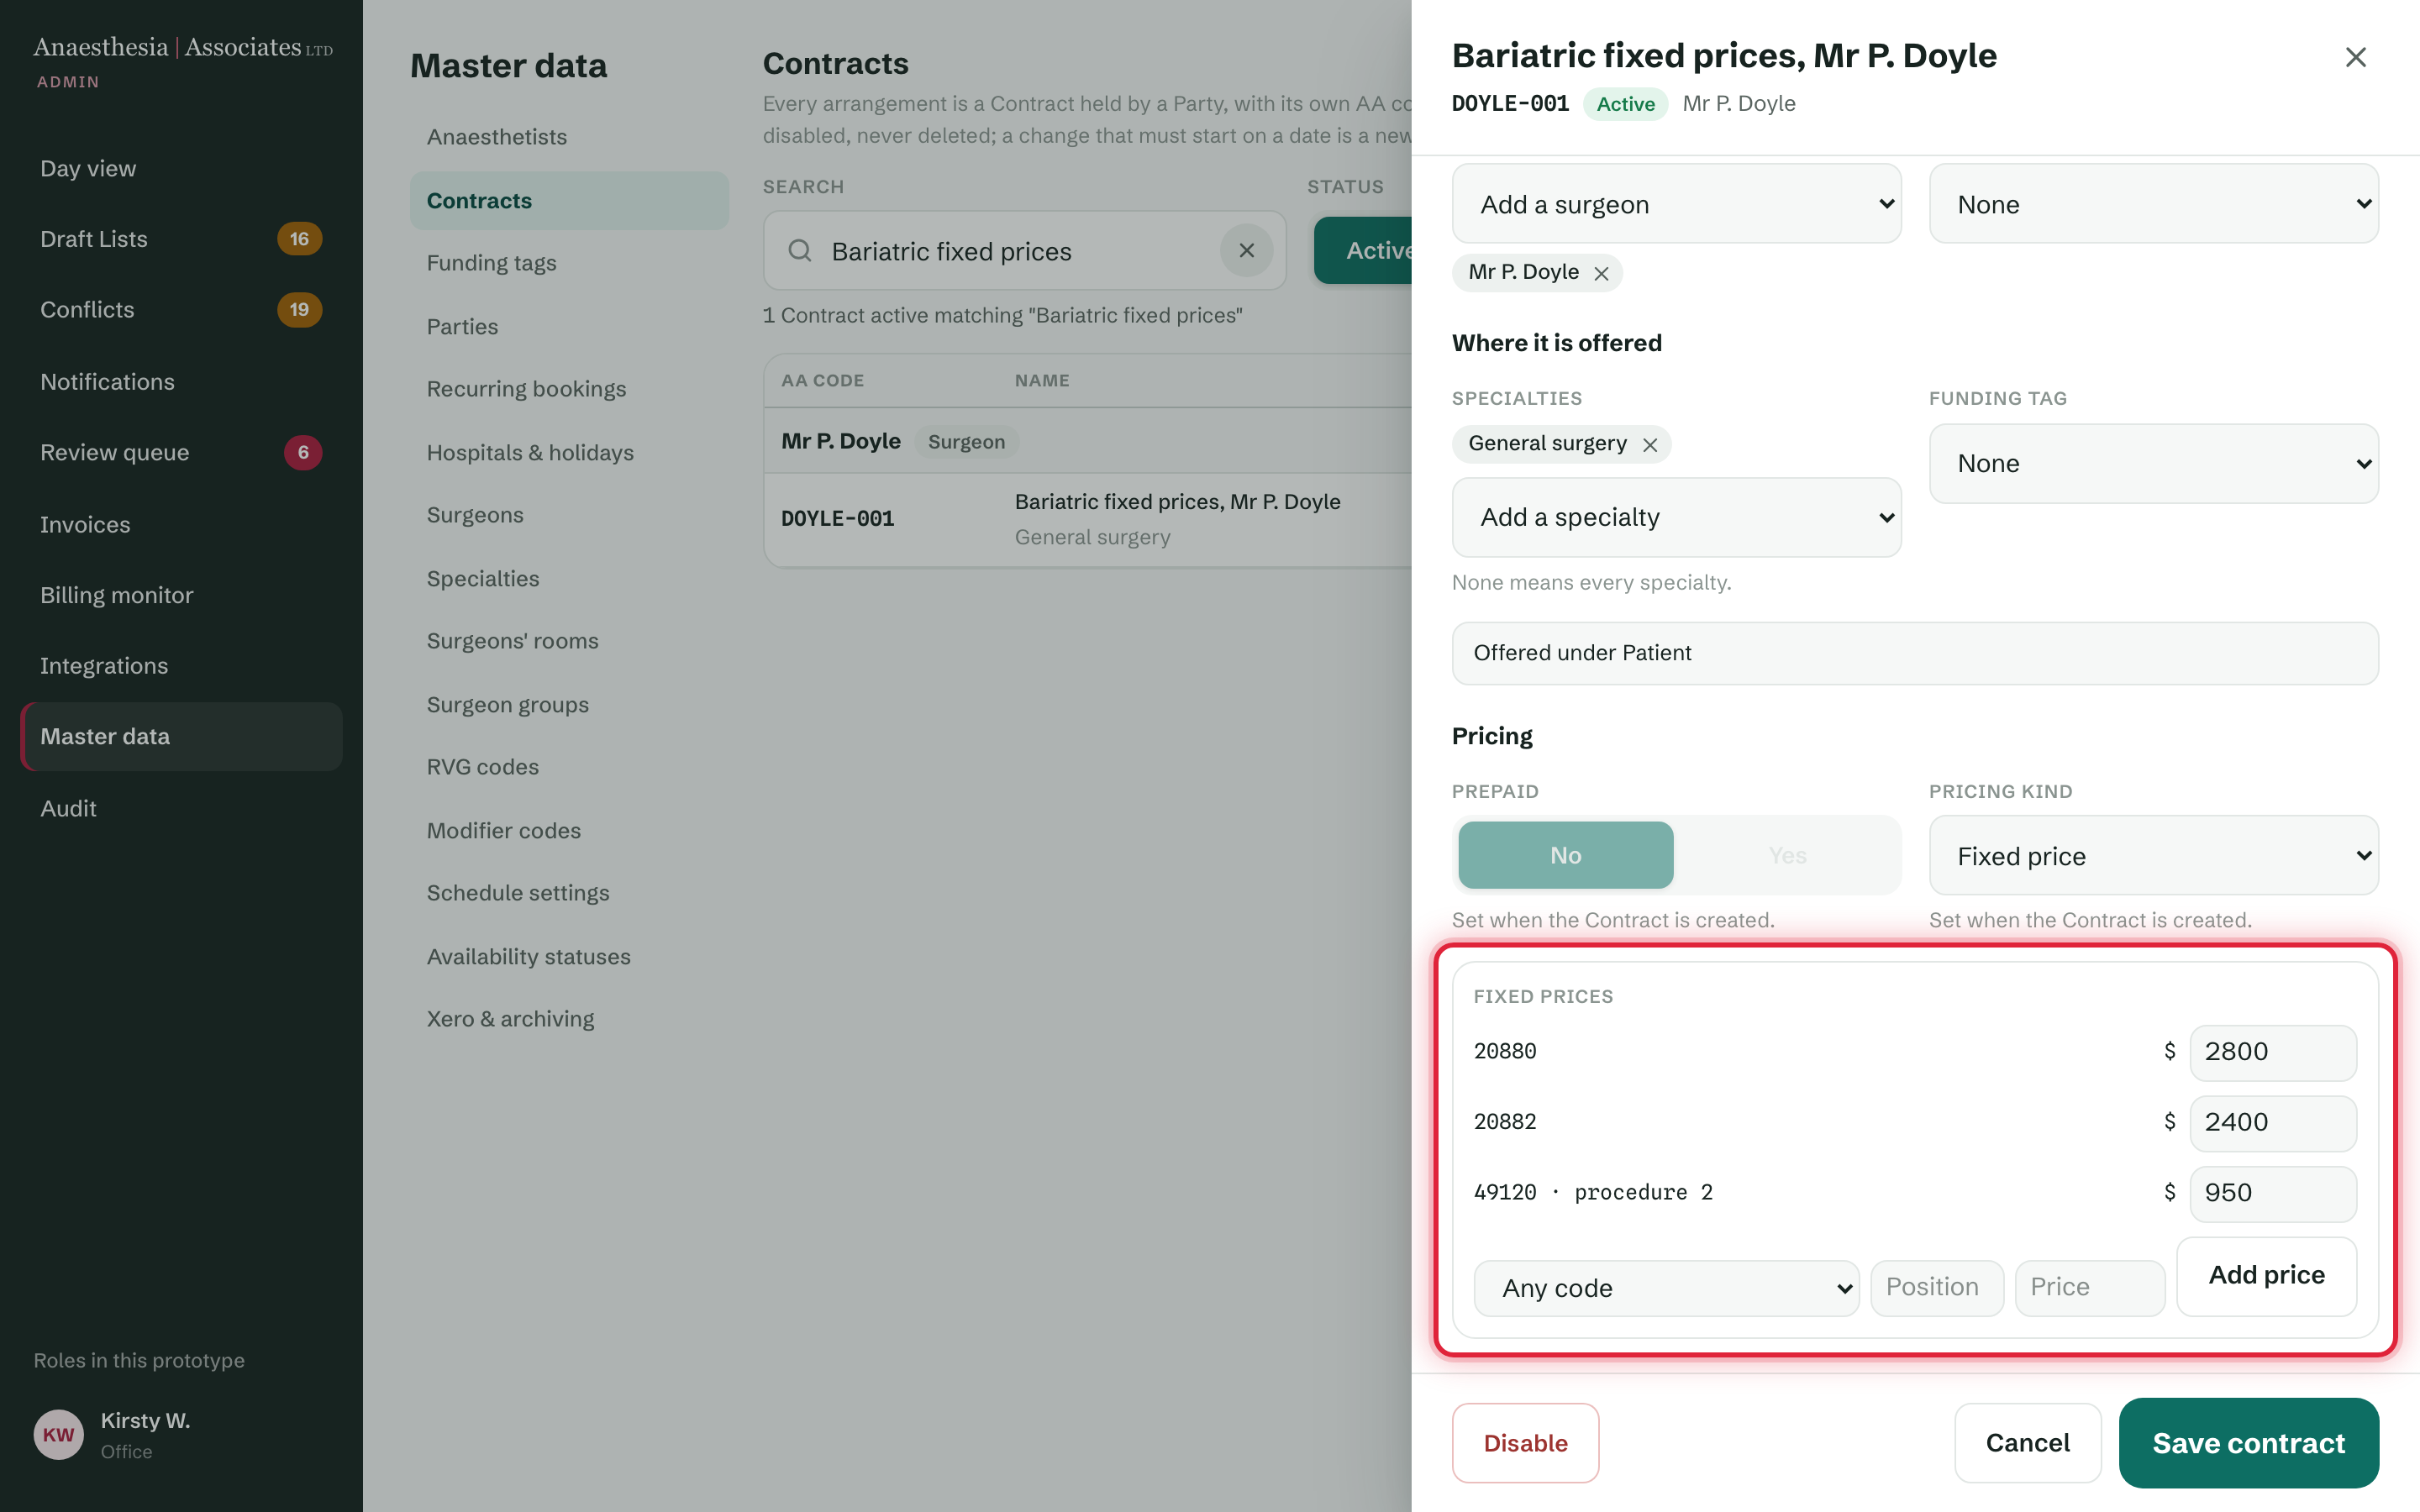 Anaesthesia | Associates LTD
ADMIN
Day view
Draft Lists 16
Conflicts 19
Notifications
Review queue 6
Invoices
Billing monitor
Integrations
Master data
Audit
Roles in this prototype
KW
Kirsty W.
Office
Master data
Anaesthetists
Contracts
Funding tags
Parties
Recurring bookings
Hospitals & holidays
Surgeons
Specialties
Surgeons' rooms
Surgeon groups
RVG codes
Modifier codes
Schedule settings
Availability statuses
Xero & archiving
Contracts
Every arrangement is a Contract held by a Party, with its own AA
disabled, never deleted; a change that must start on a date is a new
SEARCH
STATUS
Bariatric fixed prices
Active
1 Contract active matching "Bariatric fixed prices"
AA CODE NAME
Mr P. Doyle Surgeon
DOYLE-001
Bariatric fixed prices, Mr P. Doyle
General surgery
Bariatric fixed prices, Mr P. Doyle
DOYLE-001 Active Mr P. Doyle
Add a surgeon
None
Mr P. Doyle
Where it is offered
SPECIALTIES
FUNDING TAG
General surgery
None
Add a specialty
None means every specialty.
Offered under Patient
Pricing
PREPAID
PRICING KIND
No
Yes
Fixed price
Set when the Contract is created.
Set when the Contract is created.
FIXED PRICES
20880 $ 2800
20882 $ 2400
49120 · procedure 2 $ 950
Any code Position Price Add price
Disable
Cancel
Save contract